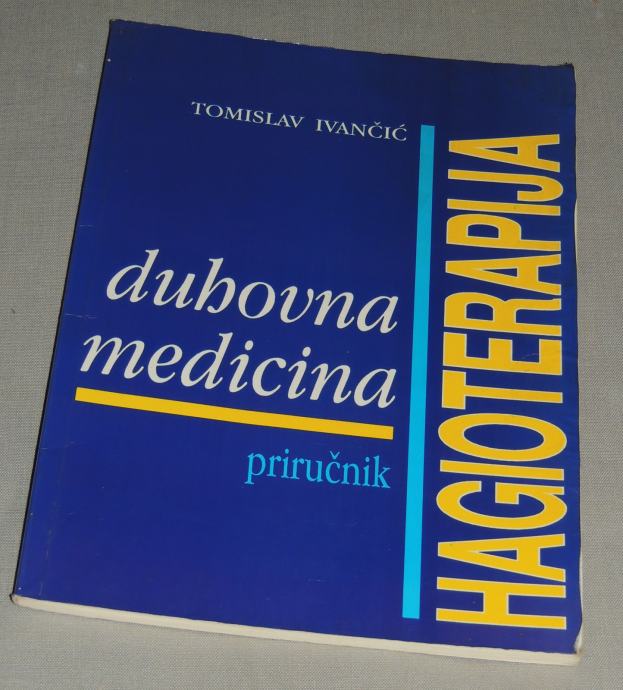 TOMISLAV IVANČIĆ
duhovna
medicina
priručnik
HAGIOTERAPIJA